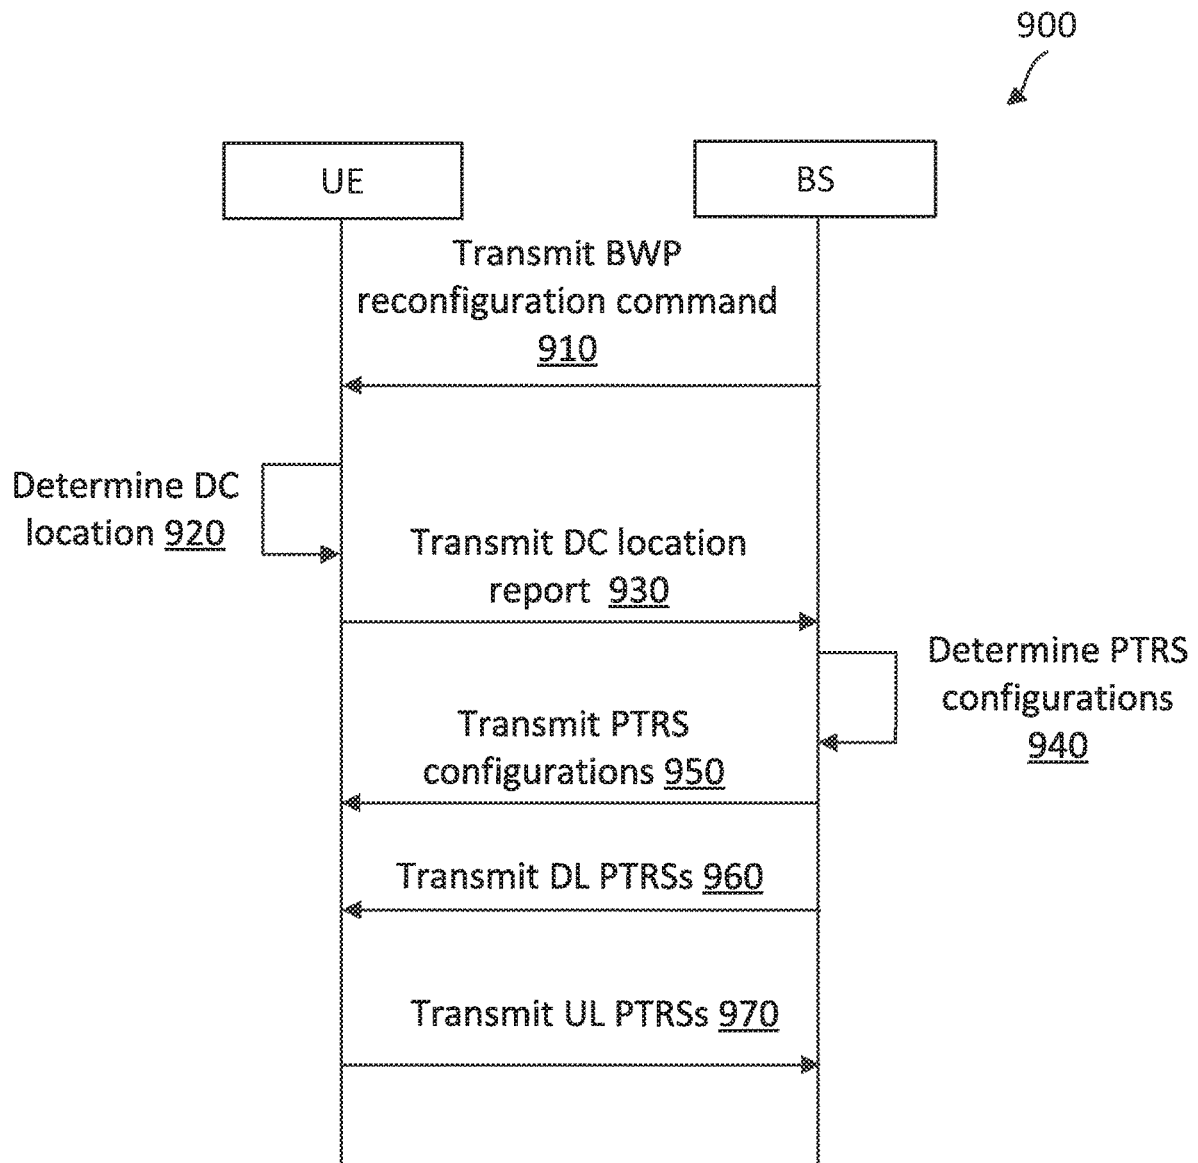 900
UE
BS
Transmit BWP
reconfiguration command
910
Determine DC
location 920
Transmit DC location
report 930
Determine PTRS
configurations
940
Transmit PTRS
configurations 950
Transmit DL PTRSs 960
Transmit UL PTRSs 970